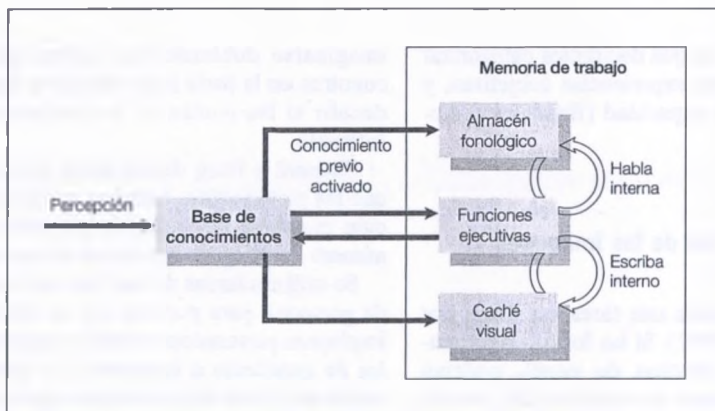 Memoria de trabajo
Almacén
fonológico
Conocimiento
previo
activado
Habla
interna
Percepción
Base de
conocimientos
Funciones
ejecutivas
Escriba
interno
Caché
visual